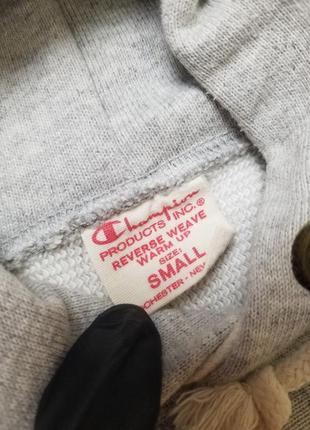 Champion
PRODUCTS INC.®
REVERSE WEAVE
WARM UP
SIZE:
SMALL